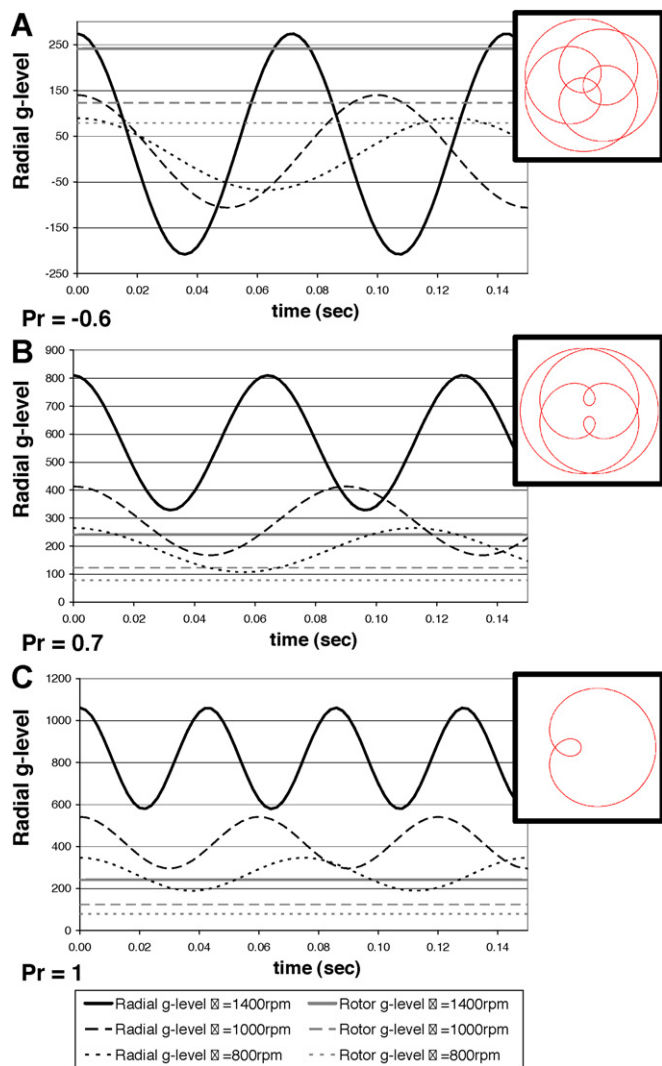 A
Radial g-level
250
150
50
-50
-150
-250
0.00 0.02 0.04 0.06 0.08 0.10 0.12 0.14
time (sec)
Pr = -0.6
B
Radial g-level
900
800
700
600
500
400
300
200
100
0
0.00 0.02 0.04 0.06 0.08 0.10 0.12 0.14
time (sec)
Pr = 0.7
C
Radial g-level
1200
1000
800
600
400
200
0
0.00 0.02 0.04 0.06 0.08 0.10 0.12 0.14
time (sec)
Pr = 1
Radial g-level □ =1400rpm Rotor g-level □ =1400rpm
Radial g-level □ =1000rpm Rotor g-level □ =1000rpm
Radial g-level □ =800rpm Rotor g-level □ =800rpm